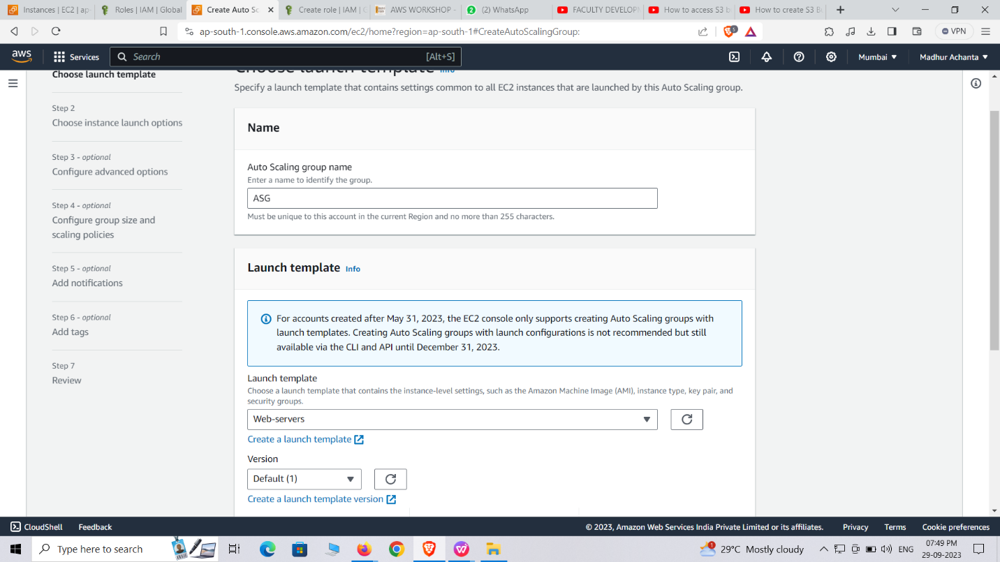 Instances | EC2 | ap-
Roles | IAM | Global
Create Auto Sc
Create role | IAM | G
AWS WORKSHOP -
(2) WhatsApp
FACULTY DEVELOPM
How to access S3 b
How to create S3 Bu
ap-south-1.console.aws.amazon.com/ec2/home?region=ap-south-1#CreateAutoScalingGroup:
5
VPN
aws
Services
Search
[Alt+S]
Mumbai
Madhur Achanta
Choose launch template
Step 2
Choose instance launch options
Step 3 - optional
Configure advanced options
Step 4 - optional
Configure group size and
scaling policies
Step 5 - optional
Add notifications
Step 6 - optional
Add tags
Step 7
Review
Choose launch template Info
Specify a launch template that contains settings common to all EC2 instances that are launched by this Auto Scaling group.
Name
Auto Scaling group name
Enter a name to identify the group.
ASG
Must be unique to this account in the current Region and no more than 255 characters.
Launch template Info
For accounts created after May 31, 2023, the EC2 console only supports creating Auto Scaling groups with
launch templates. Creating Auto Scaling groups with launch configurations is not recommended but still
available via the CLI and API until December 31, 2023.
Launch template
Choose a launch template that contains the instance-level settings, such as the Amazon Machine Image (AMI), instance type, key pair, and
security groups.
Web-servers
Create a launch template
Version
Default (1)
Create a launch template version
CloudShell
Feedback
© 2023, Amazon Web Services India Private Limited or its affiliates.
Privacy
Terms
Cookie preferences
Type here to search
1
29°C Mostly cloudy
ENG
07:49 PM
29-09-2023